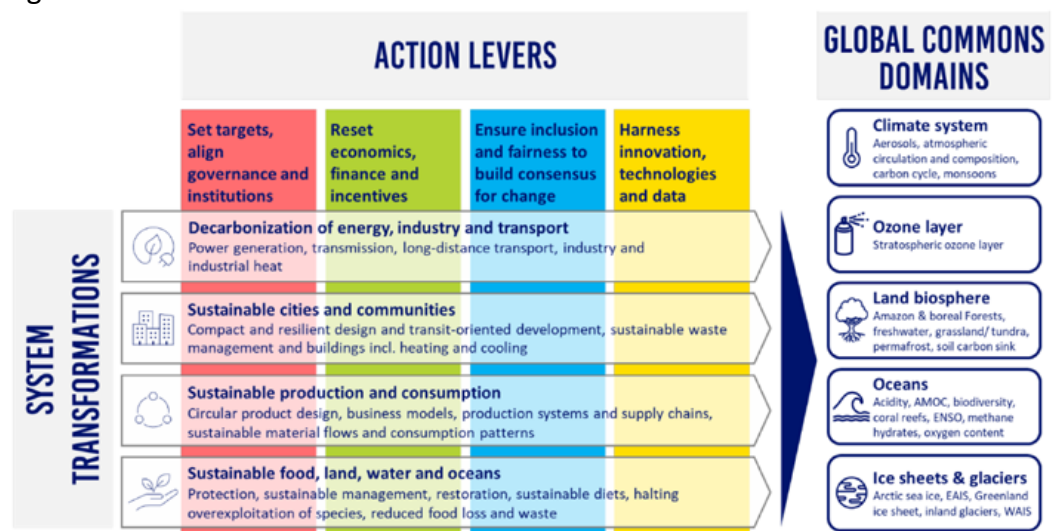 ACTION LEVERS
GLOBAL COMMONS
DOMAINS
Set targets,
align
governance and
institutions
Reset
economics,
finance and
incentives
Ensure inclusion
and fairness to
build consensus
for change
Harness
innovation,
technologies
and data
SYSTEM
TRANSFORMATIONS
Decarbonization of energy, industry and transport
Power generation, transmission, long-distance transport, industry and
industrial heat
Sustainable cities and communities
Compact and resilient design and transit-oriented development, sustainable waste
management and buildings incl. heating and cooling
Sustainable production and consumption
Circular product design, business models, production systems and supply chains,
sustainable material flows and consumption patterns
Sustainable food, land, water and oceans
Protection, sustainable management, restoration, sustainable diets, halting
overexploitation of species, reduced food loss and waste
Climate system
Aerosols, atmospheric
circulation and composition,
carbon cycle, monsoons
Ozone layer
Stratospheric ozone layer
Land biosphere
Amazon & boreal Forests,
freshwater, grassland/ tundra,
permafrost, soil carbon sink
Oceans
Acidity, AMOC, biodiversity,
coral reefs, ENSO, methane
hydrates, oxygen content
Ice sheets & glaciers
Arctic sea ice, EAIS, Greenland
ice sheet, inland glaciers, WAIS